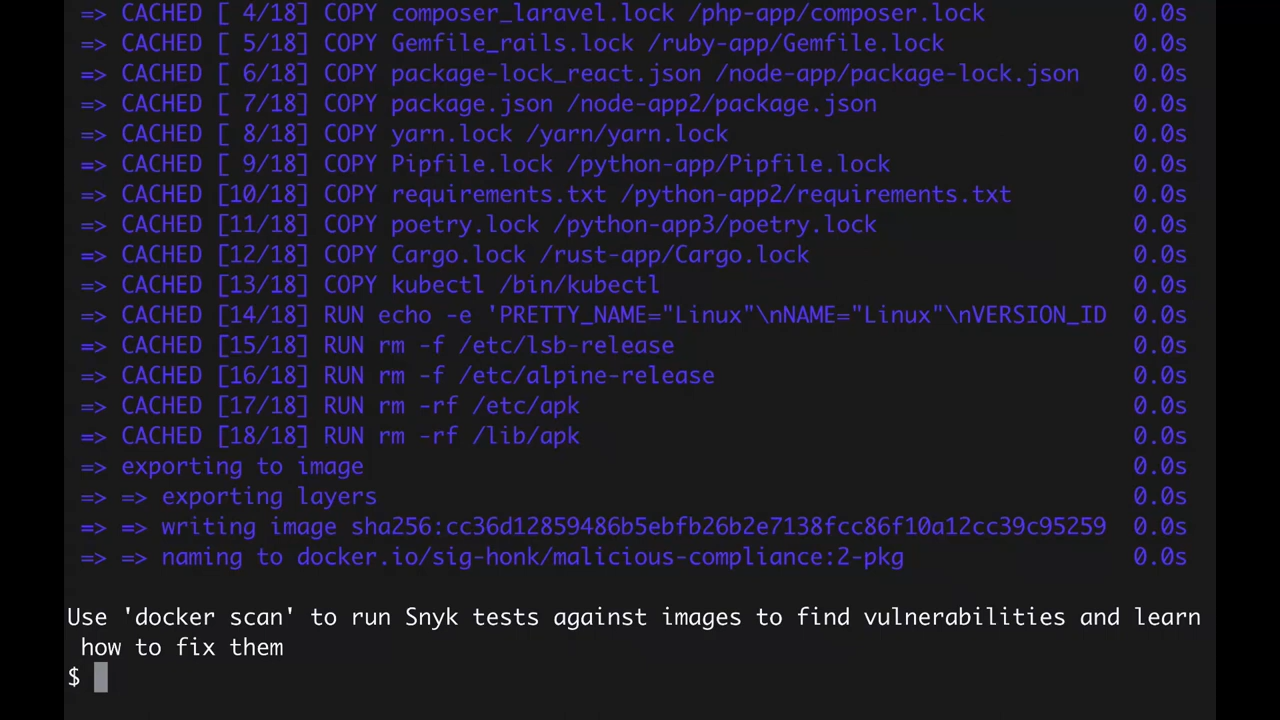 => CACHED [ 4/18] COPY composer_laravel.lock /php-app/composer.lock 0.0s
=> CACHED [ 5/18] COPY Gemfile_rails.lock /ruby-app/Gemfile.lock 0.0s
=> CACHED [ 6/18] COPY package-lock_react.json /node-app/package-lock.json 0.0s
=> CACHED [ 7/18] COPY package.json /node-app2/package.json 0.0s
=> CACHED [ 8/18] COPY yarn.lock /yarn/yarn.lock 0.0s
=> CACHED [ 9/18] COPY Pipfile.lock /python-app/Pipfile.lock 0.0s
=> CACHED [10/18] COPY requirements.txt /python-app2/requirements.txt 0.0s
=> CACHED [11/18] COPY poetry.lock /python-app3/poetry.lock 0.0s
=> CACHED [12/18] COPY Cargo.lock /rust-app/Cargo.lock 0.0s
=> CACHED [13/18] COPY kubectl /bin/kubectl 0.0s
=> CACHED [14/18] RUN echo -e 'PRETTY_NAME="Linux"\nNAME="Linux"\nVERSION_ID 0.0s
=> CACHED [15/18] RUN rm -f /etc/lsb-release 0.0s
=> CACHED [16/18] RUN rm -f /etc/alpine-release 0.0s
=> CACHED [17/18] RUN rm -rf /etc/apk 0.0s
=> CACHED [18/18] RUN rm -rf /lib/apk 0.0s
=> exporting to image 0.0s
=> => exporting layers 0.0s
=> => writing image sha256:cc36d12859486b5ebfb26b2e7138fcc86f10a12cc39c95259 0.0s
=> => naming to docker.io/sig-honk/malicious-compliance:2-pkg 0.0s
Use 'docker scan' to run Snyk tests against images to find vulnerabilities and learn
how to fix them
$